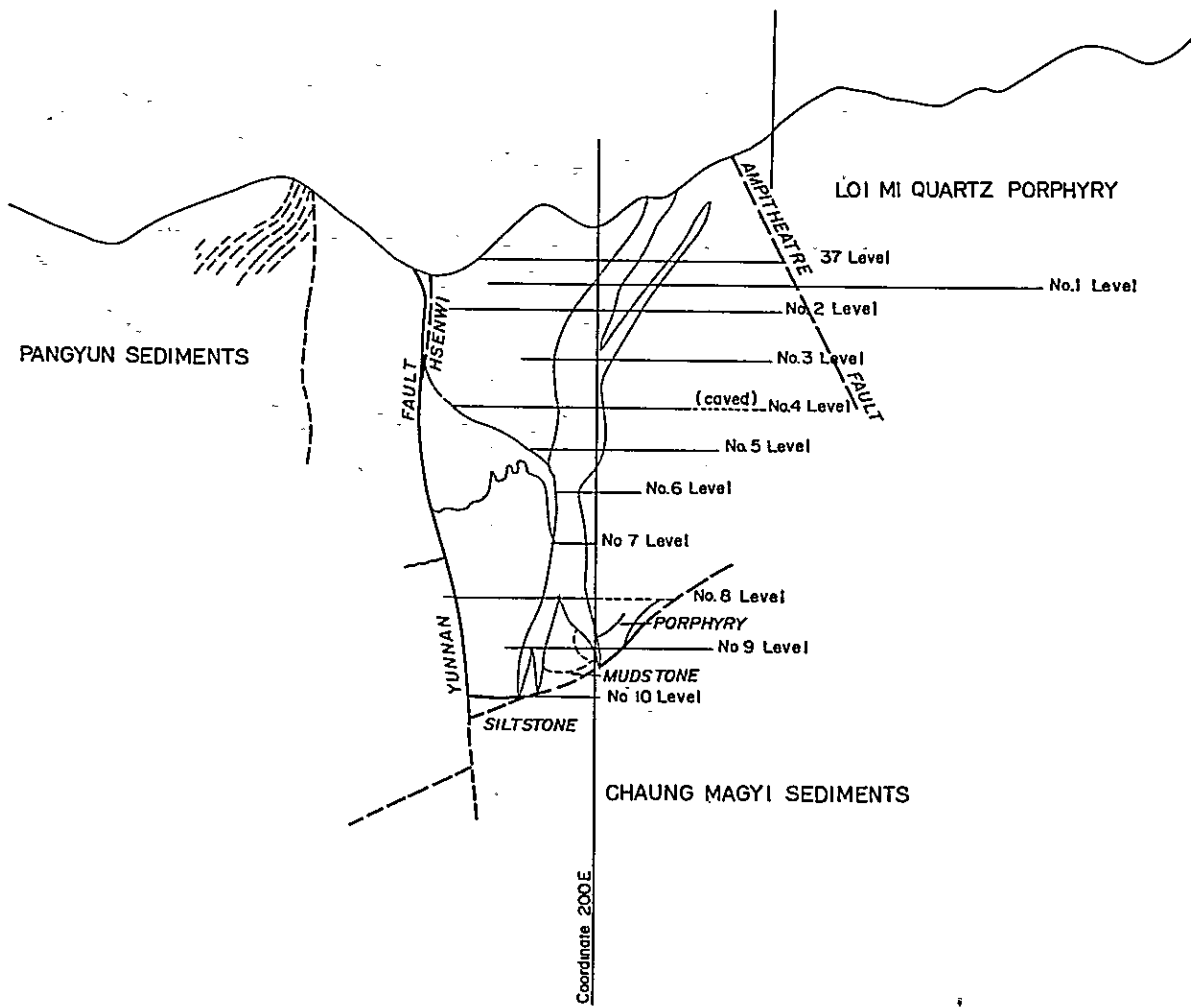 LOI MI QUARTZ PORPHYRY
AMPITHEATRE FAULT
37 Level
No.1 Level
No.2 Level
HSENWI
PANGYUN SEDIMENTS
No.3 Level
YUNNAN FAULT
(caved)
No.4 Level
No.5 Level
No.6 Level
No 7 Level
No.8 Level
PORPHYRY
No 9 Level
MUDSTONE
No 10 Level
SILTSTONE
CHAUNG MAGYI SEDIMENTS
Coordinate 200E